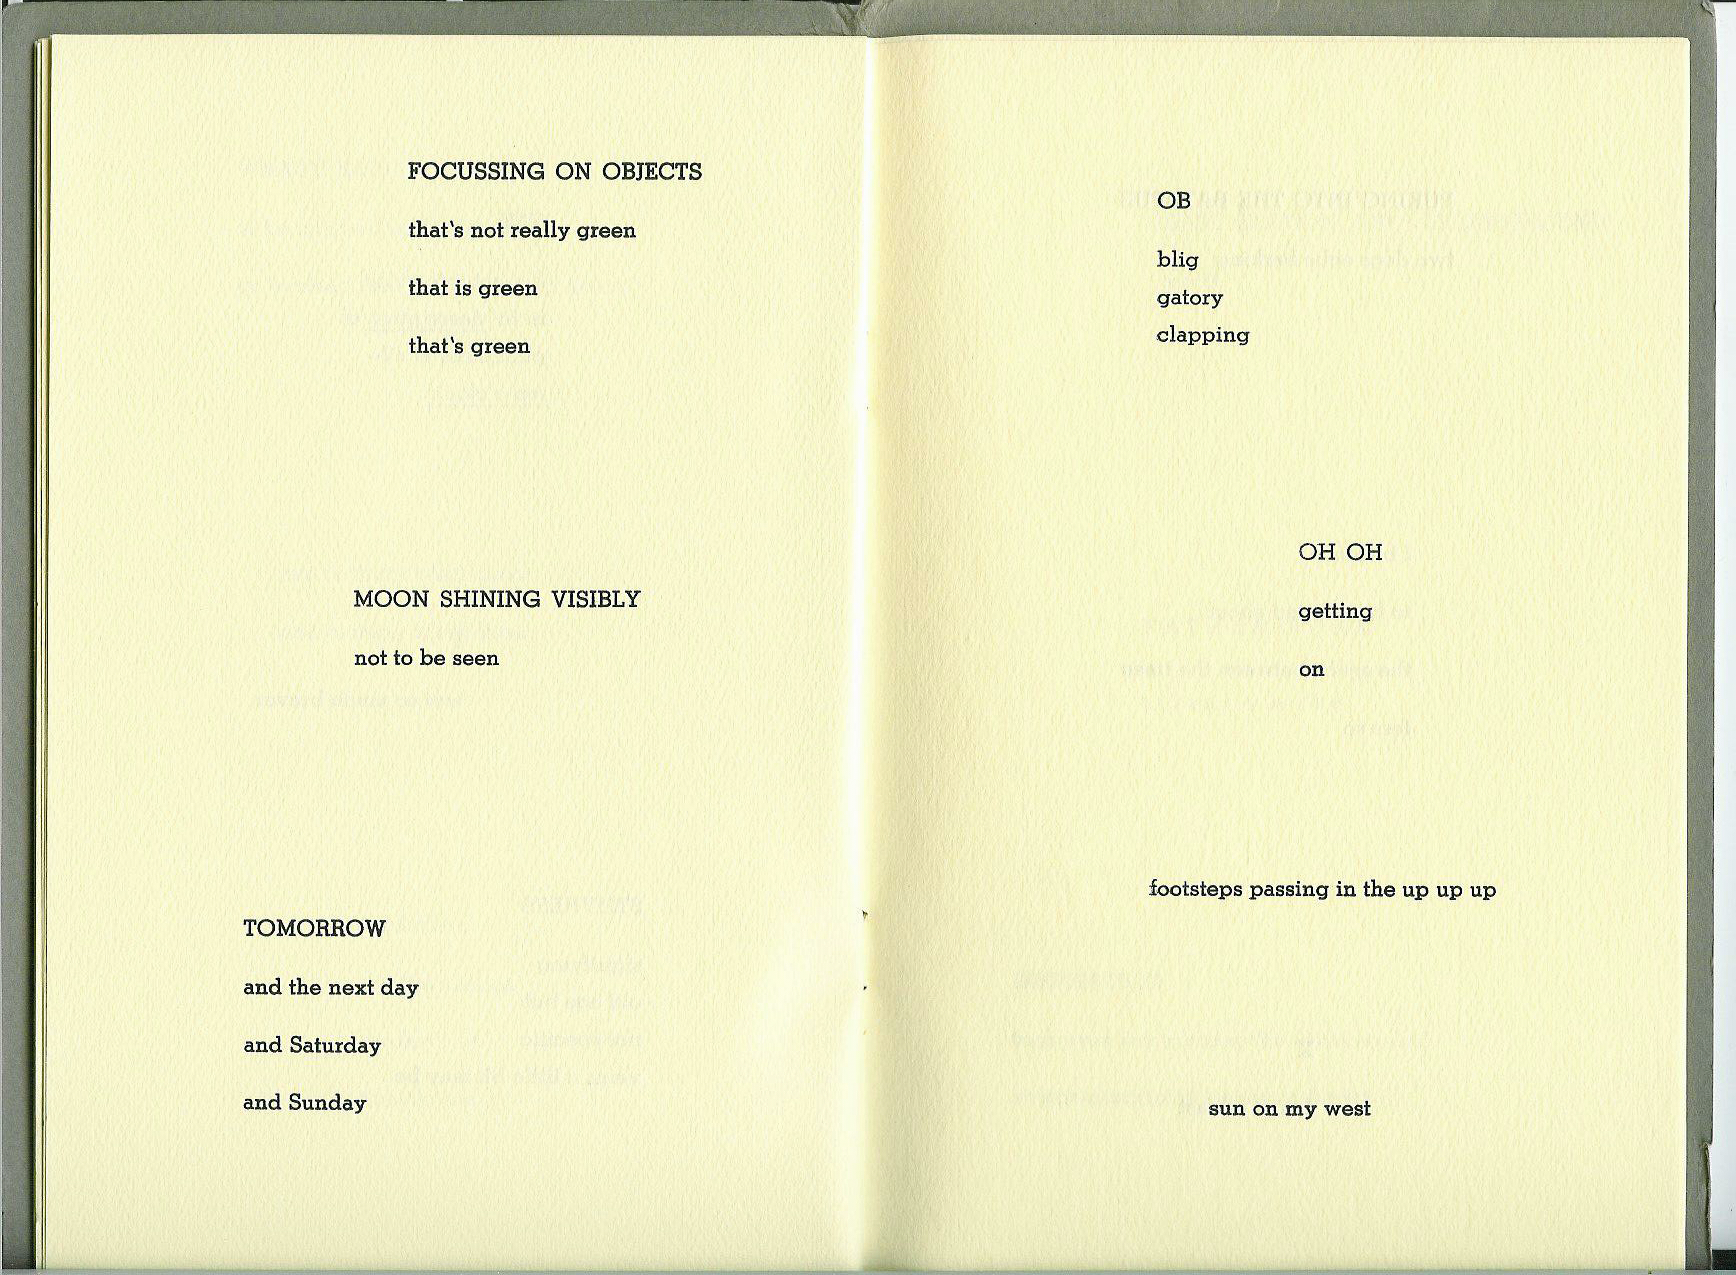 FOCUSSING ON OBJECTS
that's not really green
that is green
that's green
MOON SHINING VISIBLY
not to be seen
TOMORROW
and the next day
and Saturday
and Sunday
OB
blig
gatory
clapping
OH OH
getting
on
footsteps passing in the up up up
sun on my west